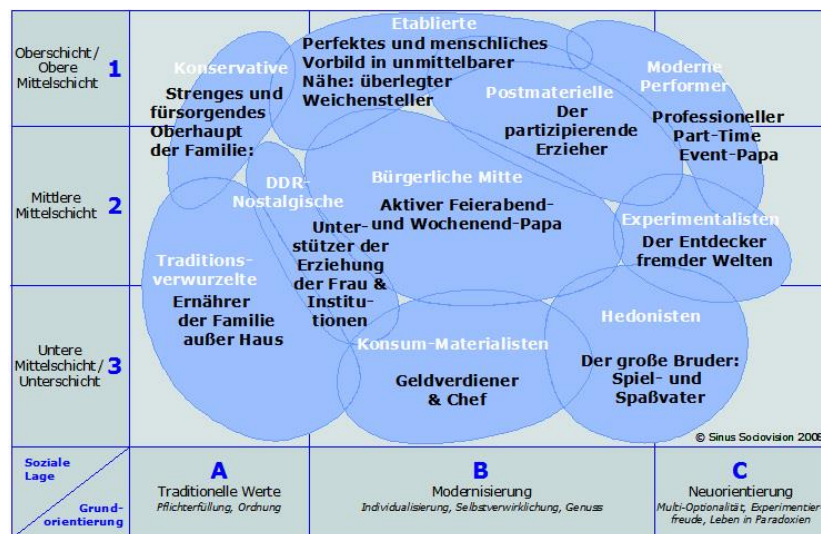 Oberschicht/
Obere
Mittelschicht
1
Mittlere
Mittelschicht
2
Untere
Mittelschicht/
Unterschicht
3
Konservative
Strenges und
fürsorgendes
Oberhaupt
der Familie:
Etablierte
Perfektes und menschliches
Vorbild in unmittelbarer
Nähe: überlegter
Weichensteller
Postmaterielle
Der
partizipierende
Erzieher
Moderne
Performer
Professioneller
Part-Time
Event-Papa
DDR-
Nostalgische
Unter-
stützer der
Erziehung
der Frau &
Institu-
tionen
Bürgerliche Mitte
Aktiver Feierabend-
und Wochenend-Papa
Experimentalisten
Der Entdecker
fremder Welten
Traditions-
verwurzelte
Ernährer
der Familie
außer Haus
Konsum-Materialisten
Geldverdiener
& Chef
Hedonisten
Der große Bruder:
Spiel- und
Spaßvater
© Sinus Sociovision 2006
Soziale
Lage
Grund-
orientierung
A
Traditionelle Werte
Pflichterfüllung, Ordnung
B
Modernisierung
Individualisierung, Selbstverwirklichung, Genuss
C
Neuorientierung
Multi-Optionalität, Experimentier
freude, Leben in Paradoxien